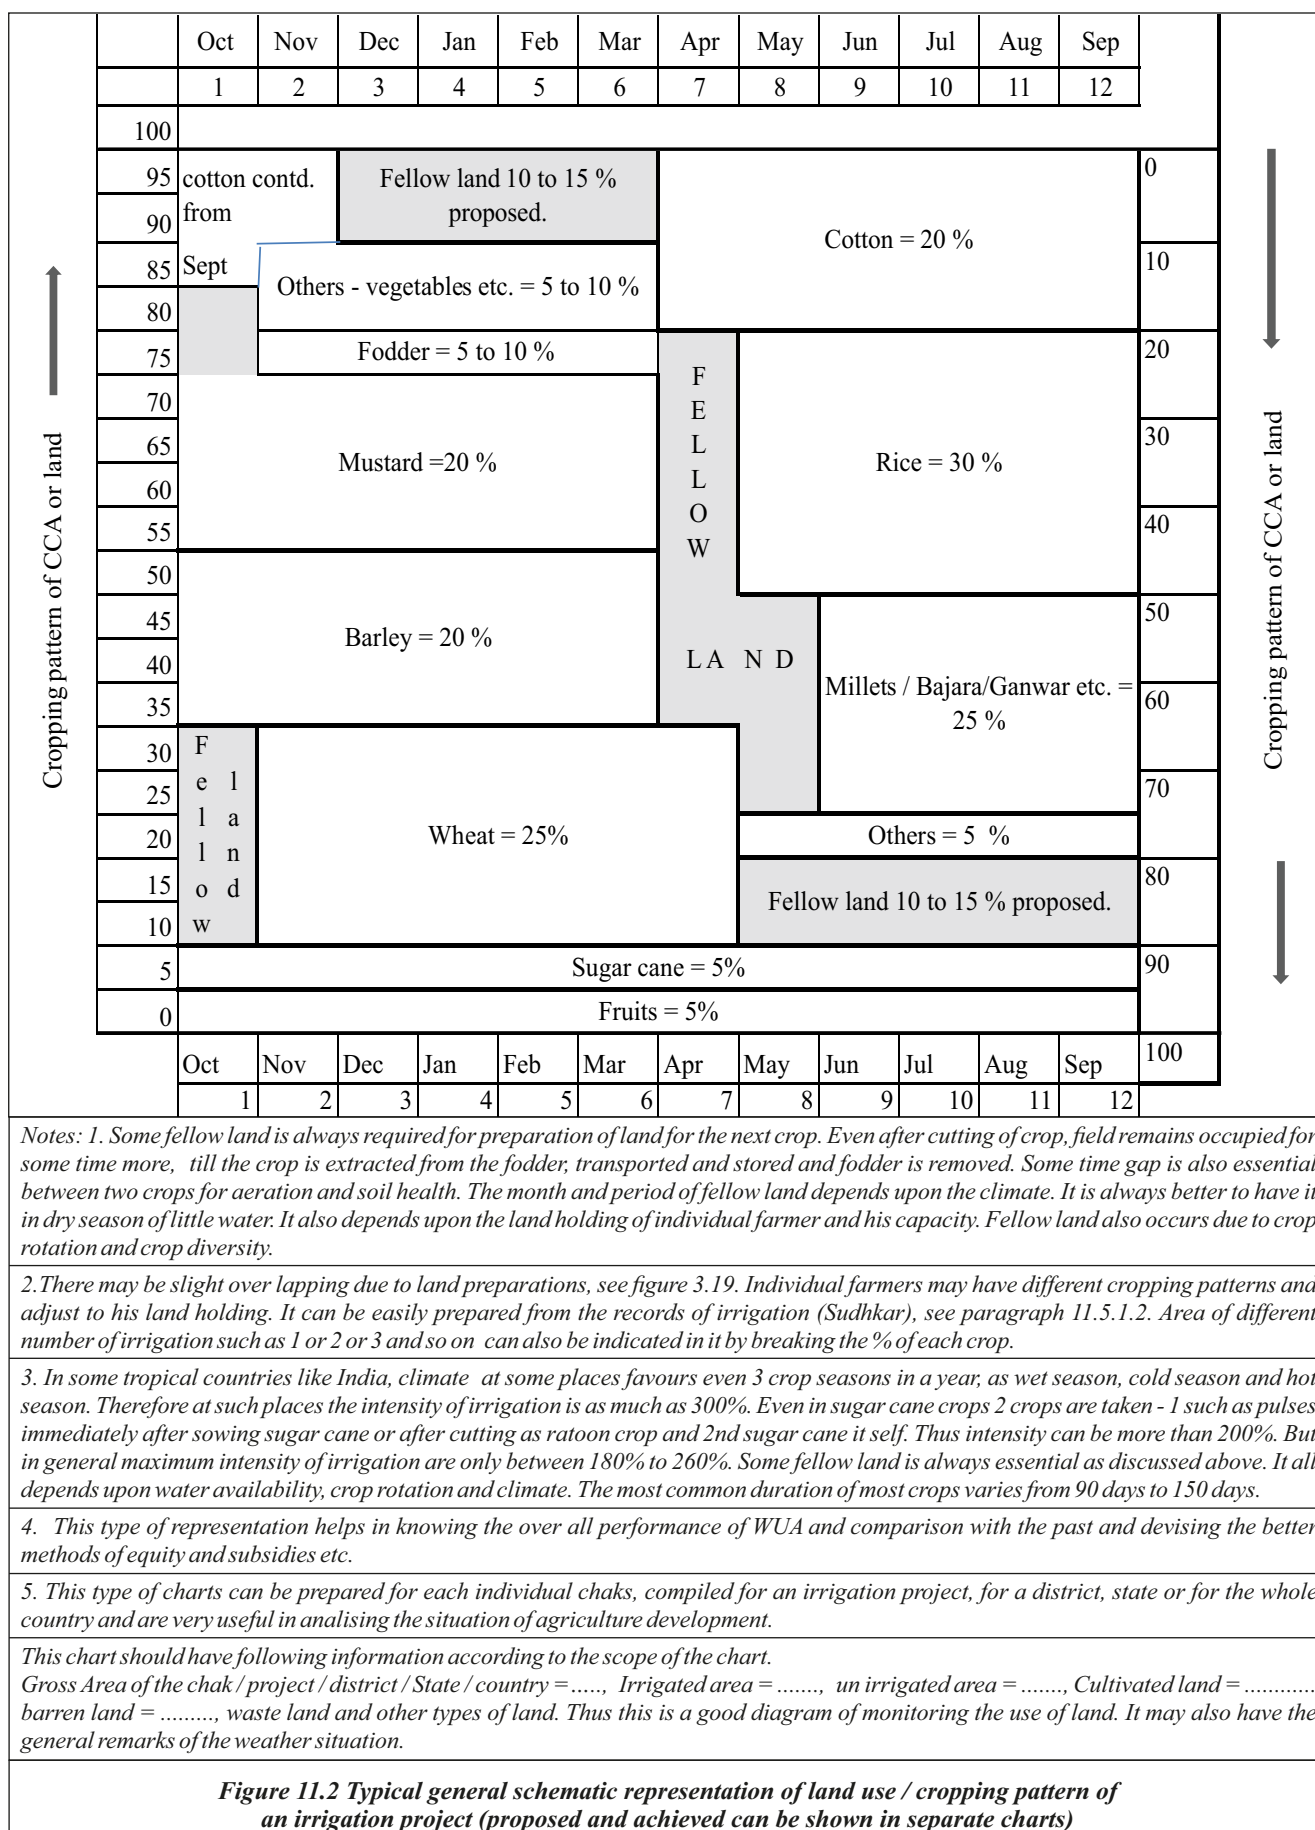 Oct Nov Dec Jan Feb Mar Apr May Jun Jul Aug Sep
1 2 3 4 5 6 7 8 9 10 11 12
100
95 cotton contd. Fellow land 10 to 15 % 0
90 from proposed.
Cotton = 20 %
85 Sept 10
Others - vegetables etc. = 5 to 10 %
80
75 Fodder = 5 to 10 % 20
70
65 30
Mustard =20 % Rice = 30 %
60
55 40
F
E
L
L
O
W
50
45 50
Barley = 20 %
40 LA N D
Millets / Bajara/Ganwar etc. =
35 60
25 %
30
25 70
20 Wheat = 25% Others = 5 %
15 80
Fellow land 10 to 15 % proposed.
10
F
e l
l a
l n
o d
w
5 Sugar cane = 5% 90
0 Fruits = 5%
Oct Nov Dec Jan Feb Mar Apr May Jun Jul Aug Sep 100
1 2 3 4 5 6 7 8 9 10 11 12
Cropping pattern of CCA or land
Cropping pattern of CCA or land
Notes: 1. Some fellow land is always required for preparation of land for the next crop. Even after cutting of crop, field remains occupied for
some time more, till the crop is extracted from the fodder, transported and stored and fodder is removed. Some time gap is also essential
between two crops for aeration and soil health. The month and period of fellow land depends upon the climate. It is always better to have it
in dry season of little water. It also depends upon the land holding of individual farmer and his capacity. Fellow land also occurs due to crop
rotation and crop diversity.
2.There may be slight over lapping due to land preparations, see figure 3.19. Individual farmers may have different cropping patterns and
adjust to his land holding. It can be easily prepared from the records of irrigation (Sudhkar), see paragraph 11.5.1.2. Area of different
number of irrigation such as 1 or 2 or 3 and so on can also be indicated in it by breaking the % of each crop.
3. In some tropical countries like India, climate at some places favours even 3 crop seasons in a year, as wet season, cold season and hot
season. Therefore at such places the intensity of irrigation is as much as 300%. Even in sugar cane crops 2 crops are taken - 1 such as pulses
immediately after sowing sugar cane or after cutting as ratoon crop and 2nd sugar cane it self. Thus intensity can be more than 200%. But
in general maximum intensity of irrigation are only between 180% to 260%. Some fellow land is always essential as discussed above. It all
depends upon water availability, crop rotation and climate. The most common duration of most crops varies from 90 days to 150 days.
4. This type of representation helps in knowing the over all performance of WUA and comparison with the past and devising the better
methods of equity and subsidies etc.
5. This type of charts can be prepared for each individual chaks, compiled for an irrigation project, for a district, state or for the whole
country and are very useful in analising the situation of agriculture development.
This chart should have following information according to the scope of the chart.
Gross Area of the chak / project / district / State / country = ....., Irrigated area = ......., un irrigated area = ......., Cultivated land = ............
barren land = ........., waste land and other types of land. Thus this is a good diagram of monitoring the use of land. It may also have the
general remarks of the weather situation.
Figure 11.2 Typical general schematic representation of land use / cropping pattern of
an irrigation project (proposed and achieved can be shown in separate charts)